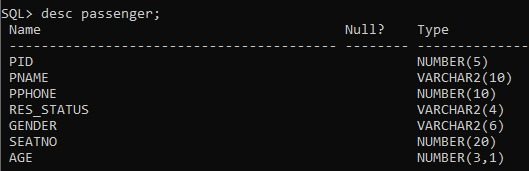 SQL> desc passenger;
Name Null? Type
----------------------------------------- -------- ----------------------------
PID NUMBER(5)
PNAME VARCHAR2(10)
PPHONE NUMBER(10)
RES_STATUS VARCHAR2(4)
GENDER VARCHAR2(6)
SEATNO NUMBER(20)
AGE NUMBER(3,1)